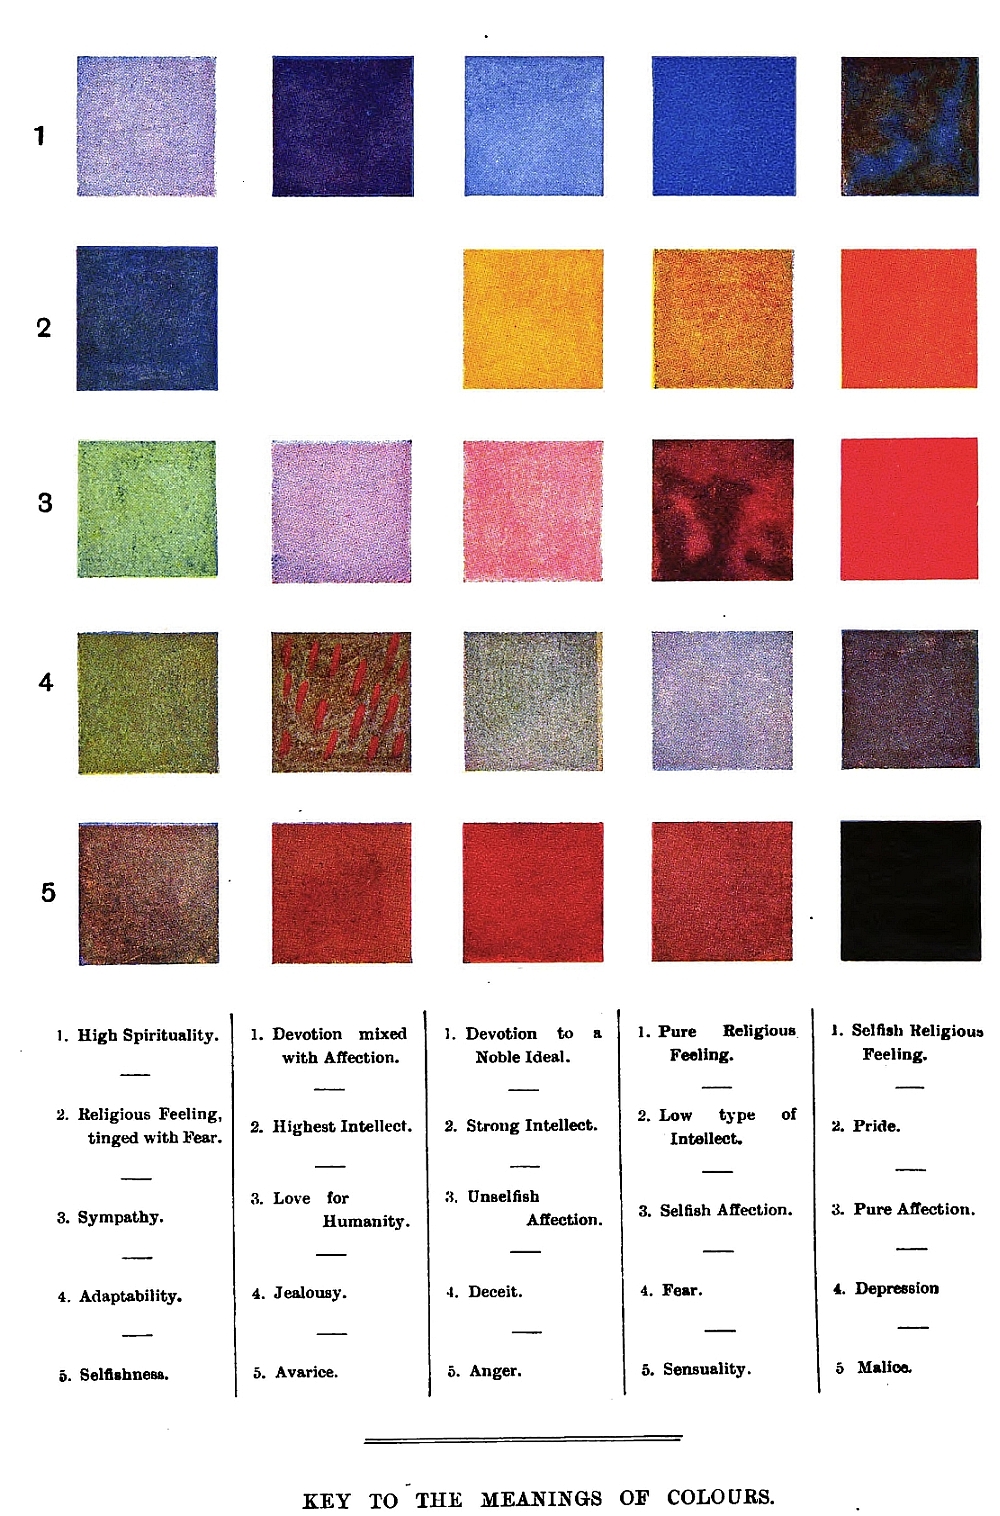 1
2
3
4
5
1. High Spirituality.
2. Religious Feeling,
tinged with Fear.
3. Sympathy.
4. Adaptability.
5. Selfishness.
1. Devotion mixed
with Affection.
2. Highest Intellect.
3. Love for
Humanity.
4. Jealousy.
5. Avarice.
1. Devotion to a
Noble Ideal.
2. Strong Intellect.
3. Unselfish
Affection.
4. Deceit.
5. Anger.
1. Pure Religious
Feeling.
2. Low type of
Intellect.
3. Selfish Affection.
4. Fear.
5. Sensuality.
1. Selfish Religious
Feeling.
2. Pride.
3. Pure Affection.
4. Depression
5 Malice.
KEY TO THE MEANINGS OF COLOURS.